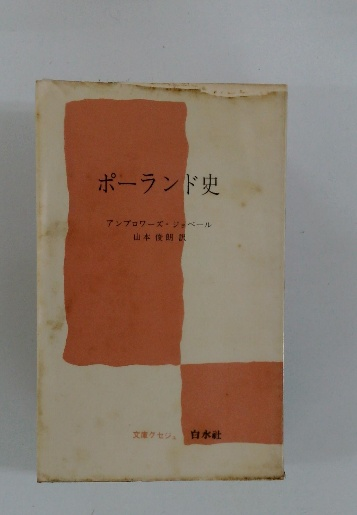 ポーランド史
アンブロワーズ・ジョベール
山本俊朗 訳
文庫クセジュ 白水社